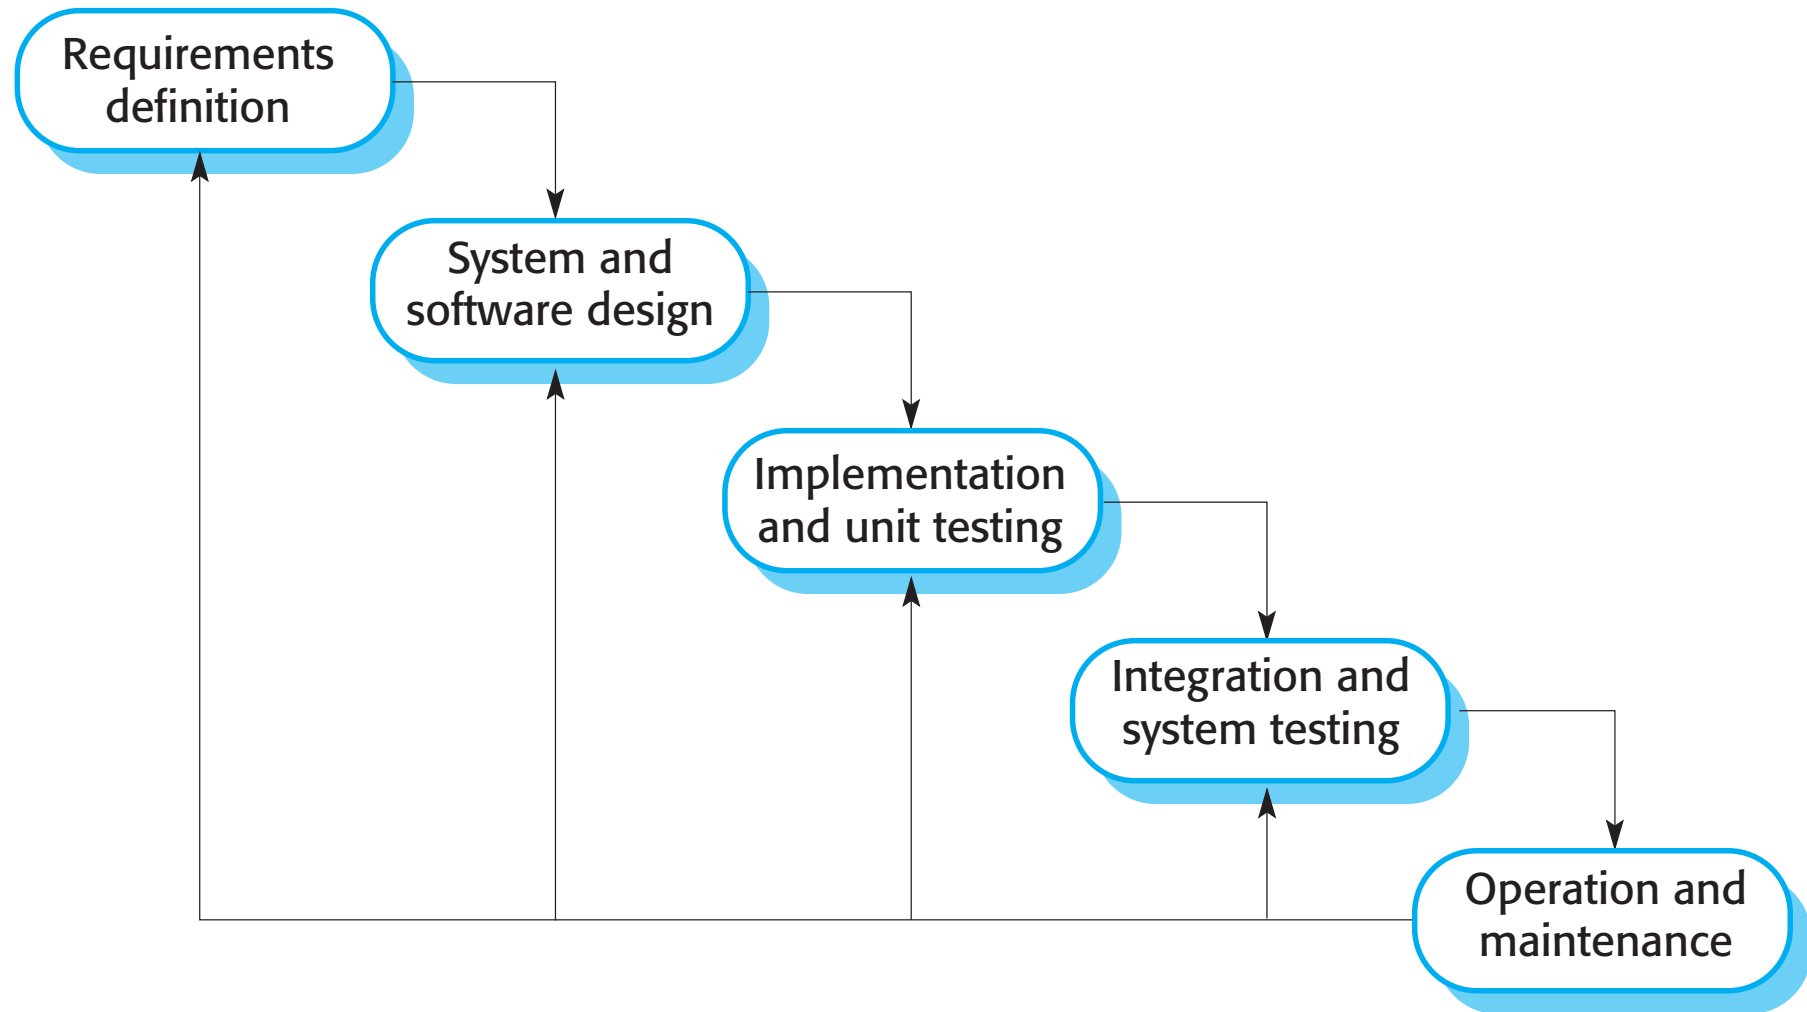 Requirements
definition
System and
software design
Implementation
and unit testing
Integration and
system testing
Operation and
maintenance